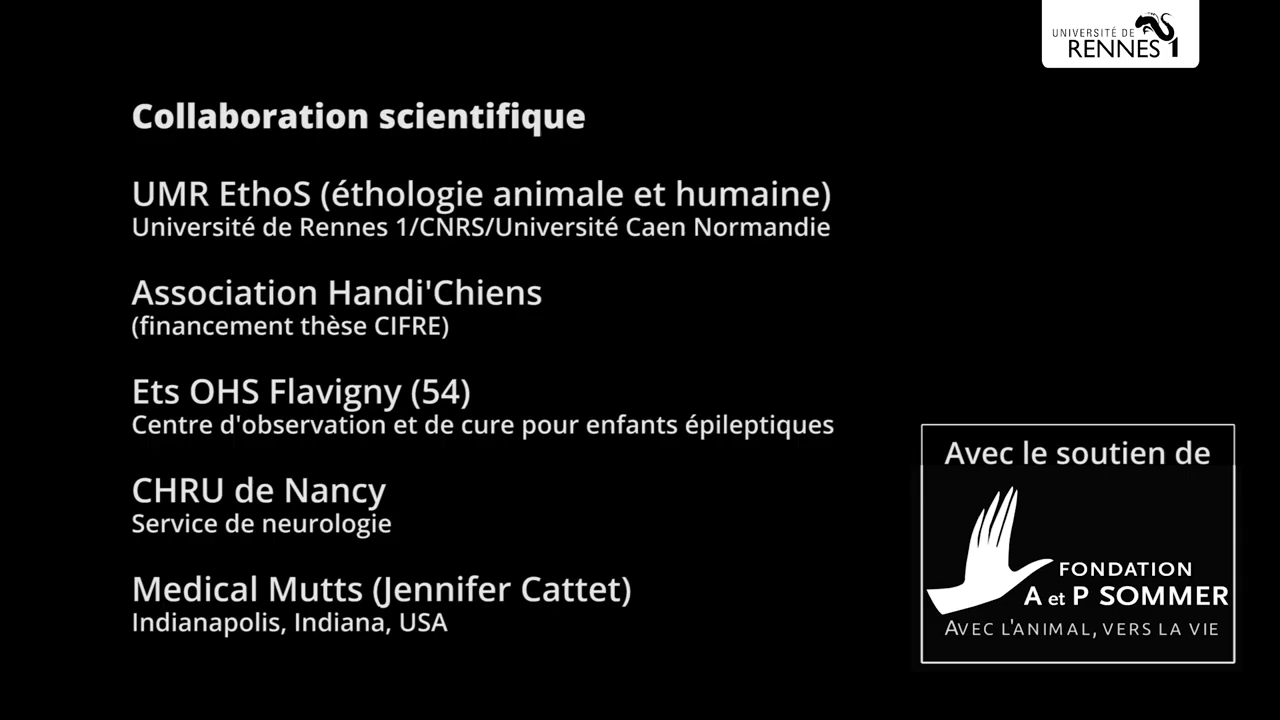 UNIVERSITÉ DE
RENNES 1
Collaboration scientifique
UMR EthoS (éthologie animale et humaine)
Université de Rennes 1/CNRS/Université Caen Normandie
Association Handi'Chiens
(financement thèse CIFRE)
Ets OHS Flavigny (54)
Centre d'observation et de cure pour enfants épileptiques
CHRU de Nancy
Service de neurologie
Medical Mutts (Jennifer Cattet)
Indianapolis, Indiana, USA
Avec le soutien de
FONDATION
A et P SOMMER
AVEC L'ANIMAL, VERS LA VIE